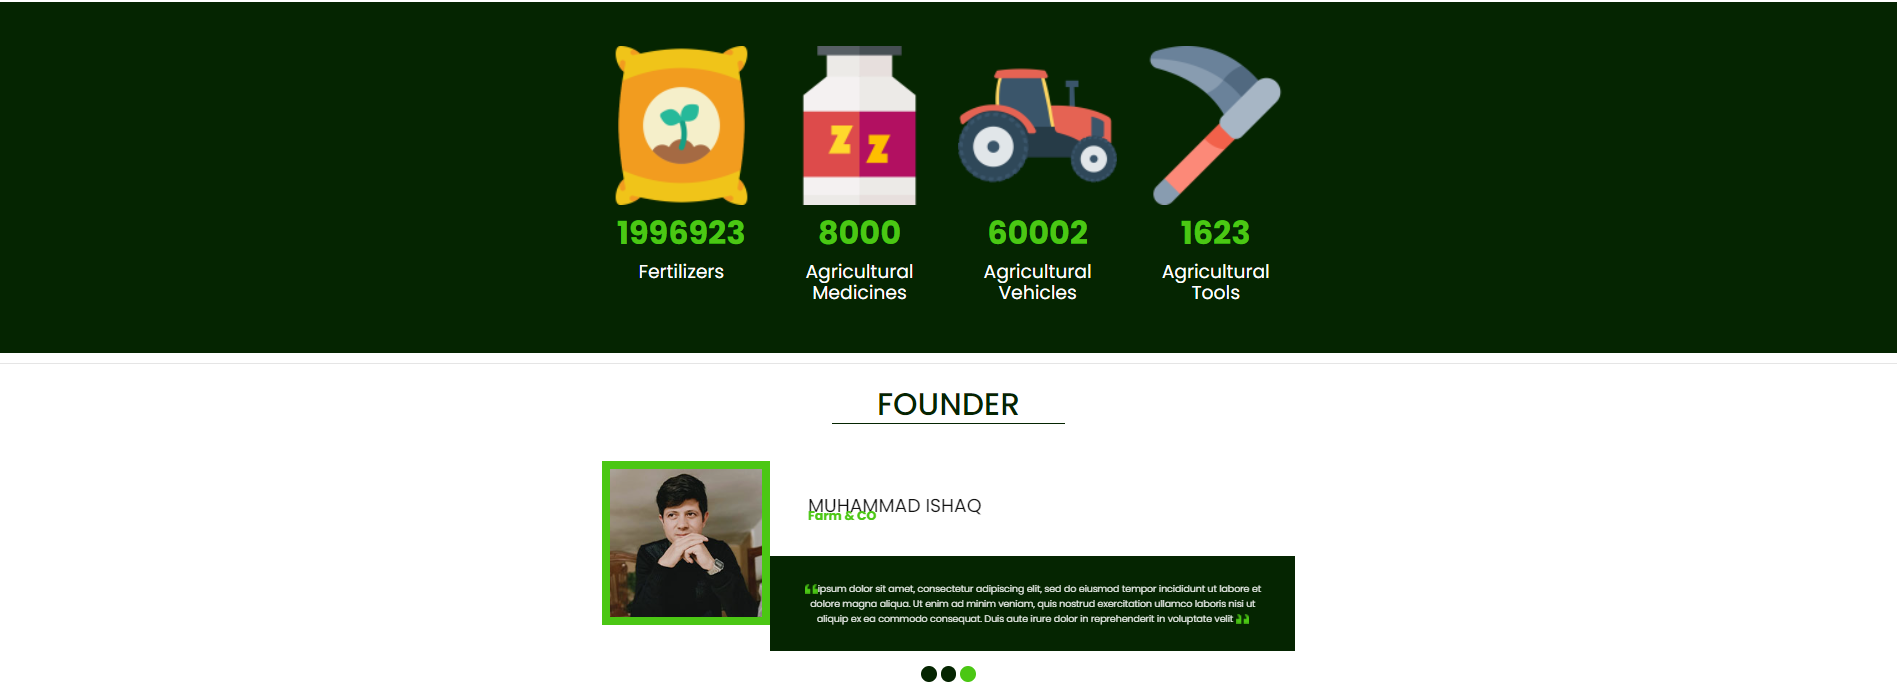 Z Z
1996923
Fertilizers
8000
Agricultural
Medicines
60002
Agricultural
Vehicles
1623
Agricultural
Tools
FOUNDER
MUHAMMAD ISHAQ
Farm & CO
❝ipsum dolor sit amet, consectetur adipiscing elit, sed do eiusmod tempor incididunt ut labore et
dolore magna aliqua. Ut enim ad minim veniam, quis nostrud exercitation ullamco laboris nisi ut
aliquip ex ea commodo consequat. Duis aute irure dolor in reprehenderit in voluptate velit ❞